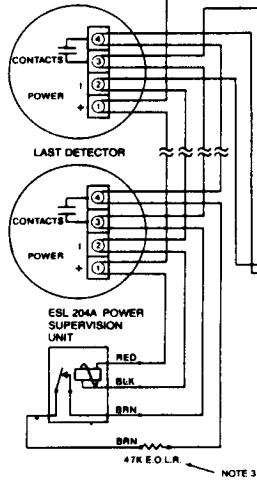 4
CONTACTS
3
POWER
–
2
+
1
LAST DETECTOR
4
CONTACTS
3
POWER
–
2
+
1
ESL 204A POWER
SUPERVISION
UNIT
RED
BLK
BRN
BRN
47K E.O.L.R.
NOTE 3